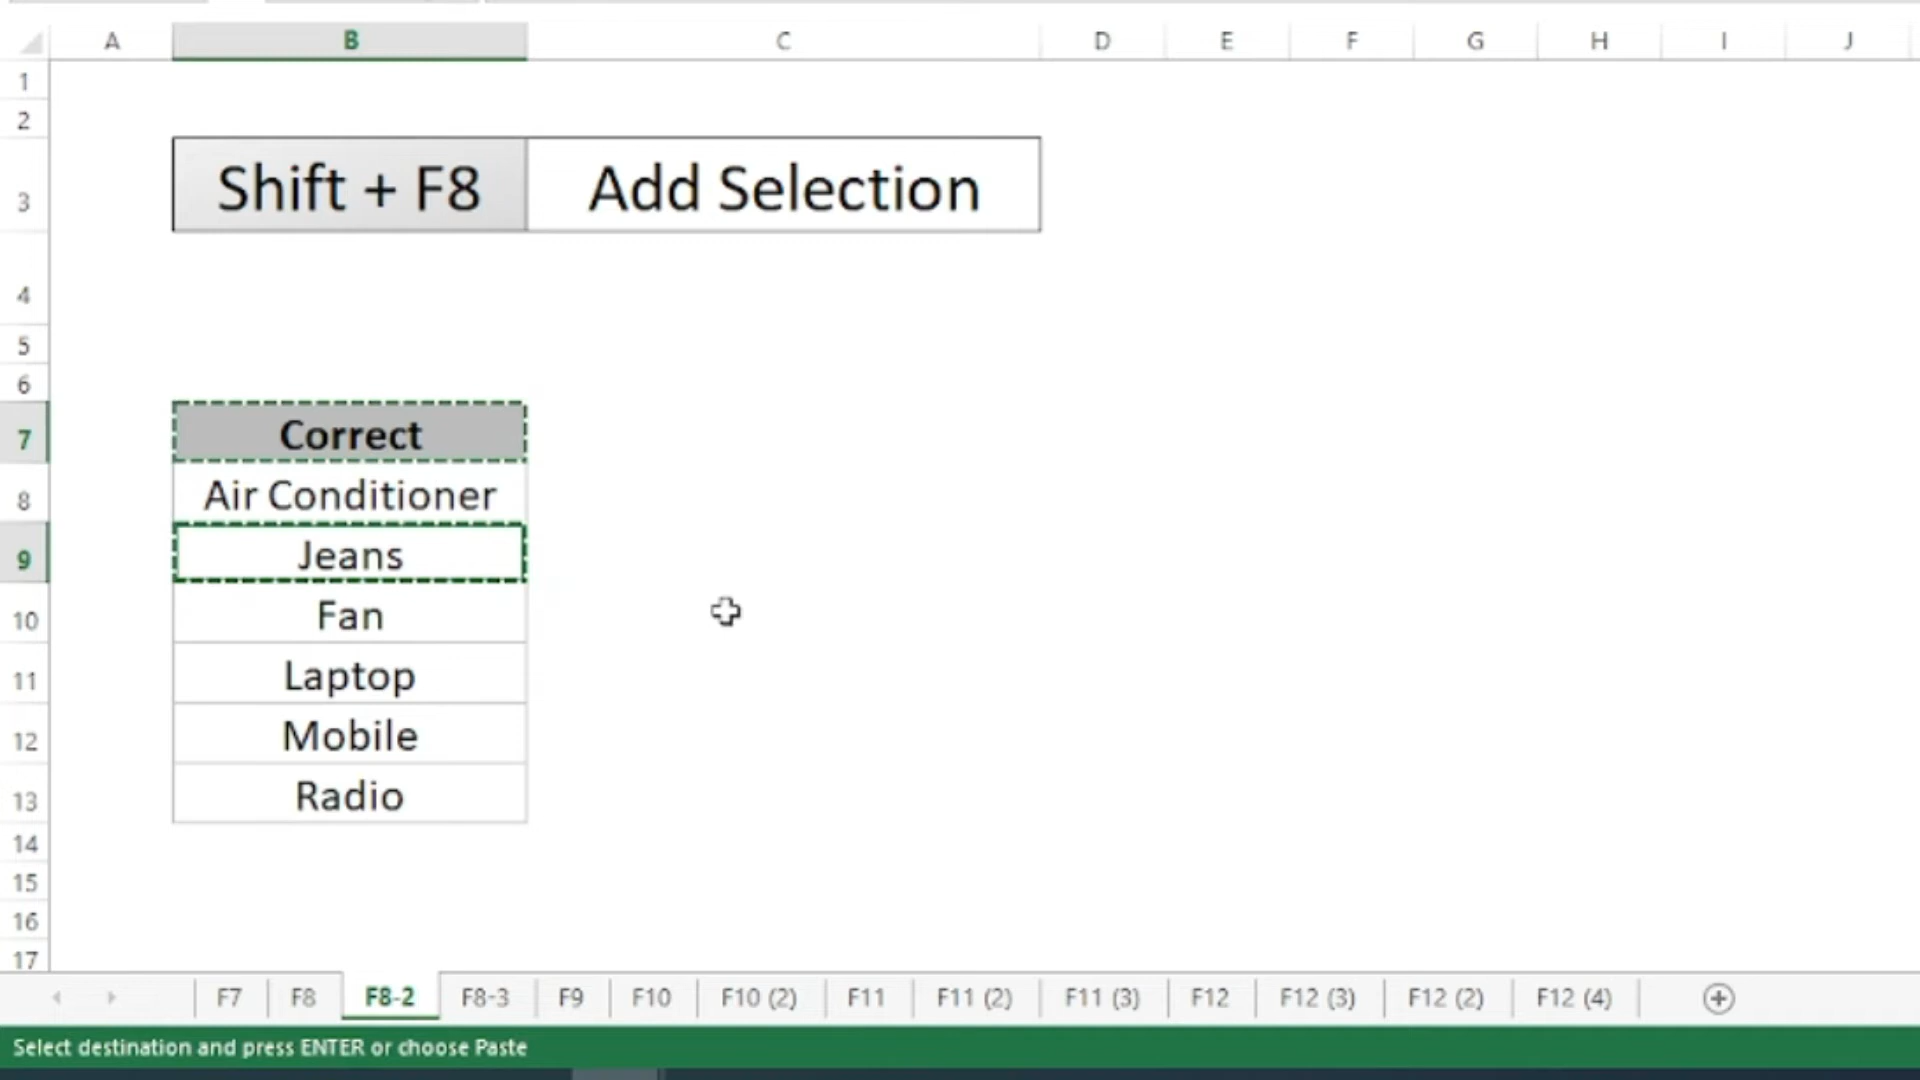 A B C D E F G H I J
1
2
3 Shift + F8 Add Selection
4
5
6
7 Correct
8 Air Conditioner
9 Jeans
10 Fan
11 Laptop
12 Mobile
13 Radio
14
15
16
17
F7 F8 F8-2 F8-3 F9 F10 F10 (2) F11 F11 (2) F11 (3) F12 F12 (3) F12 (2) F12 (4)
Select destination and press ENTER or choose Paste